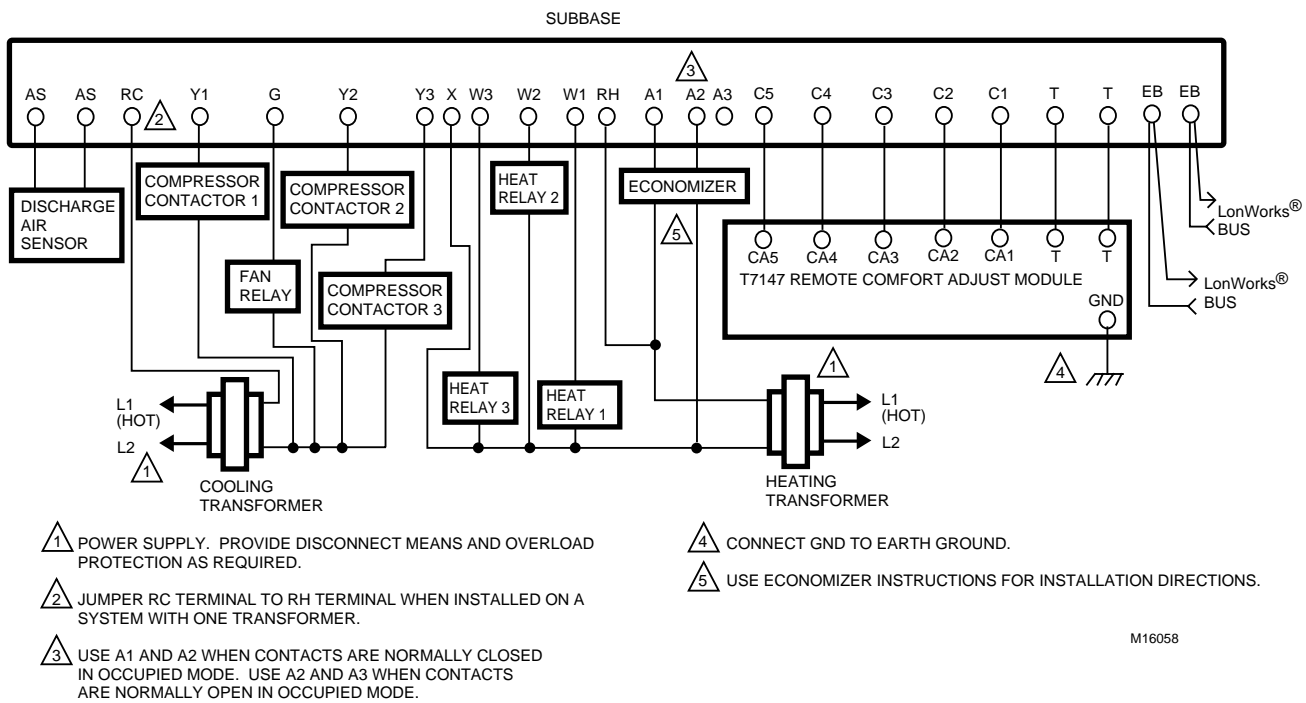 SUBBASE
3
AS AS RC 2 Y1 G Y2 Y3 X W3 W2 W1 RH A1 A2 A3 C5 C4 C3 C2 C1 T T EB EB
DISCHARGE
AIR
SENSOR
COMPRESSOR
CONTACTOR 1
FAN
RELAY
COMPRESSOR
CONTACTOR 2
COMPRESSOR
CONTACTOR 3
HEAT
RELAY 2
ECONOMIZER
5
HEAT
RELAY 3
HEAT
RELAY 1
CA5 CA4 CA3 CA2 CA1 T T
T7147 REMOTE COMFORT ADJUST MODULE
GND
4
LonWorks®
BUS
LonWorks®
BUS
L1
(HOT)
L2
1
COOLING
TRANSFORMER
1
L1
(HOT)
L2
HEATING
TRANSFORMER
1 POWER SUPPLY. PROVIDE DISCONNECT MEANS AND OVERLOAD
PROTECTION AS REQUIRED.
2 JUMPER RC TERMINAL TO RH TERMINAL WHEN INSTALLED ON A
SYSTEM WITH ONE TRANSFORMER.
3 USE A1 AND A2 WHEN CONTACTS ARE NORMALLY CLOSED
IN OCCUPIED MODE. USE A2 AND A3 WHEN CONTACTS
ARE NORMALLY OPEN IN OCCUPIED MODE.
4 CONNECT GND TO EARTH GROUND.
5 USE ECONOMIZER INSTRUCTIONS FOR INSTALLATION DIRECTIONS.
M16058